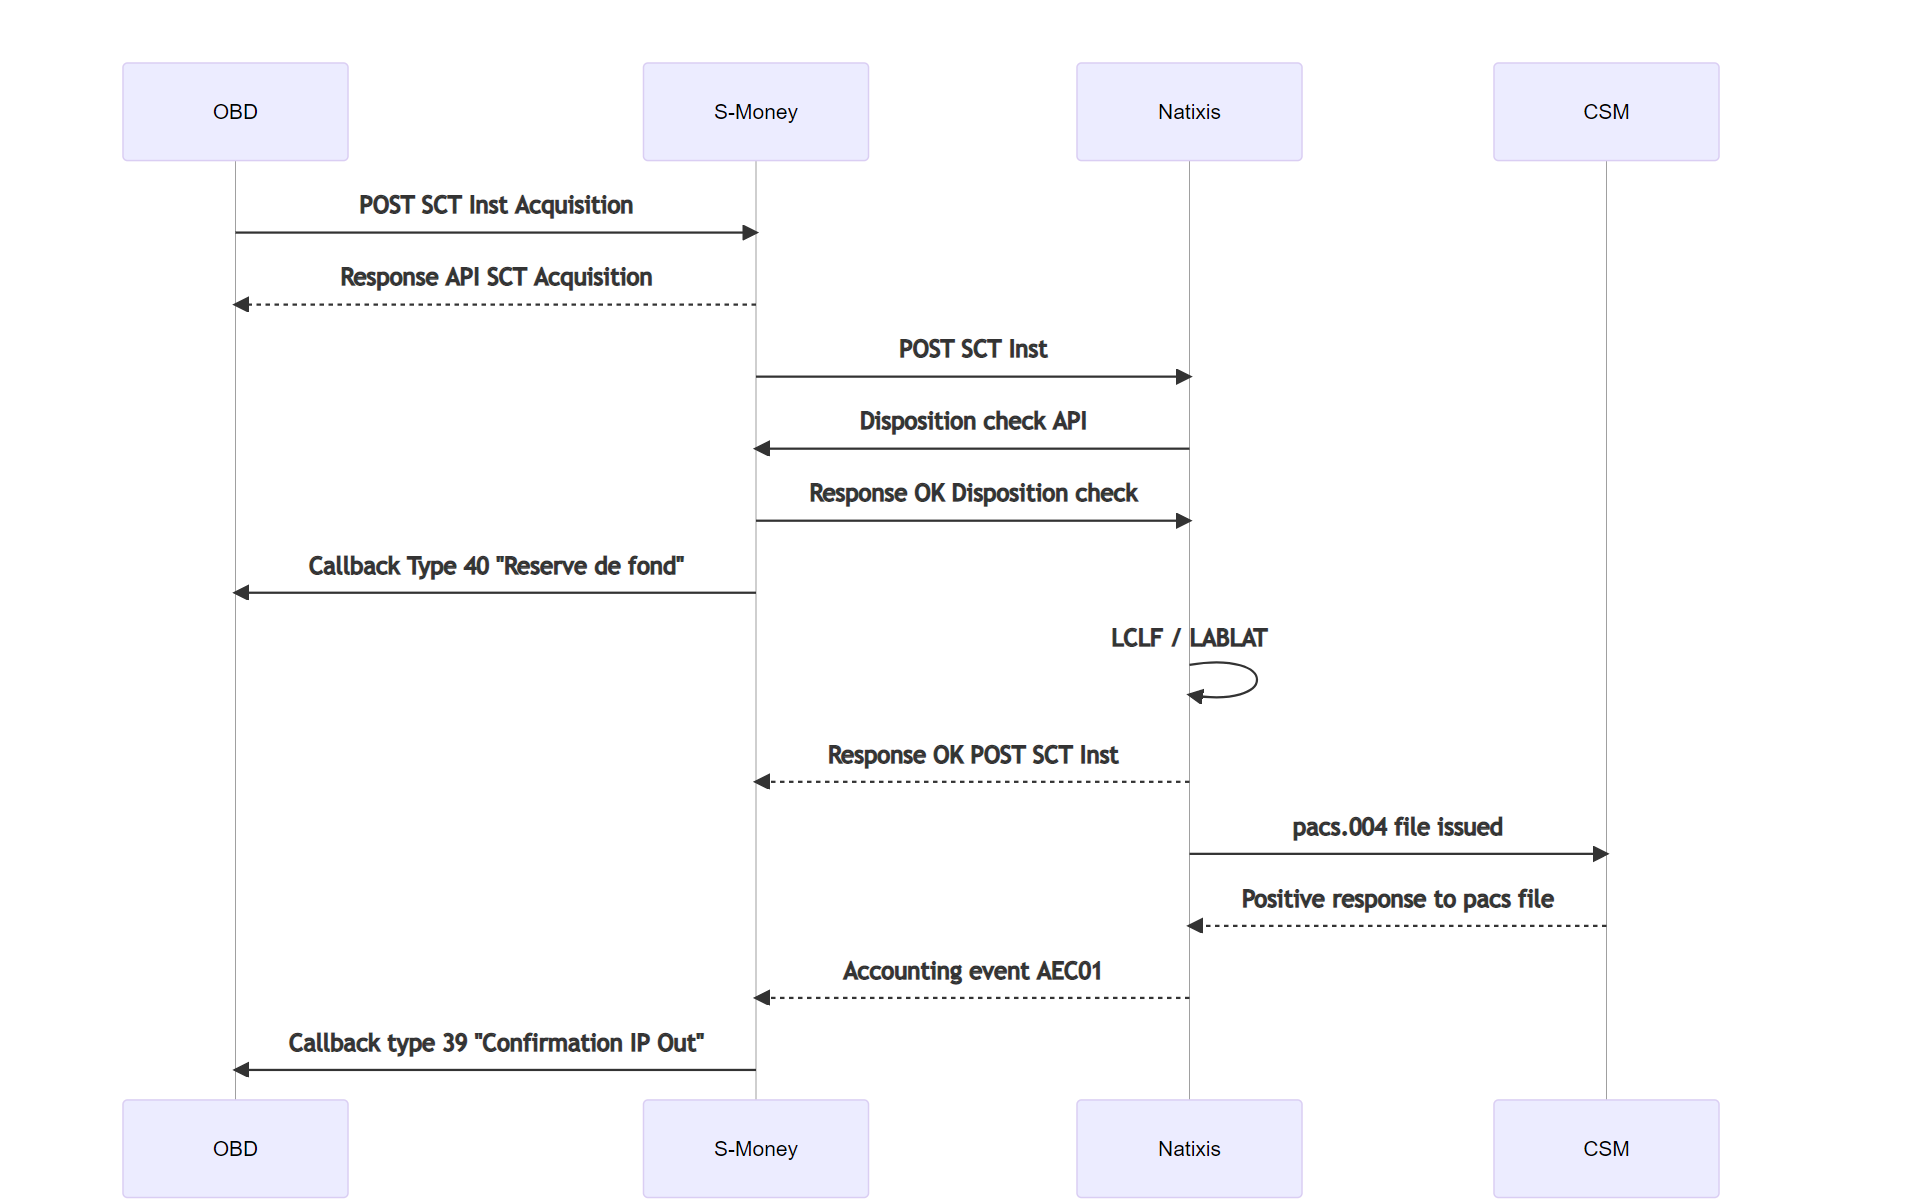 OBD
S-Money
Natixis
CSM
POST SCT Inst Acquisition
Response API SCT Acquisition
POST SCT Inst
Disposition check API
Response OK Disposition check
Callback Type 40 "Reserve de fond"
LCLF / LABLAT
Response OK POST SCT Inst
pacs.004 file issued
Positive response to pacs file
Accounting event AEC01
Callback type 39 "Confirmation IP Out"
OBD
S-Money
Natixis
CSM